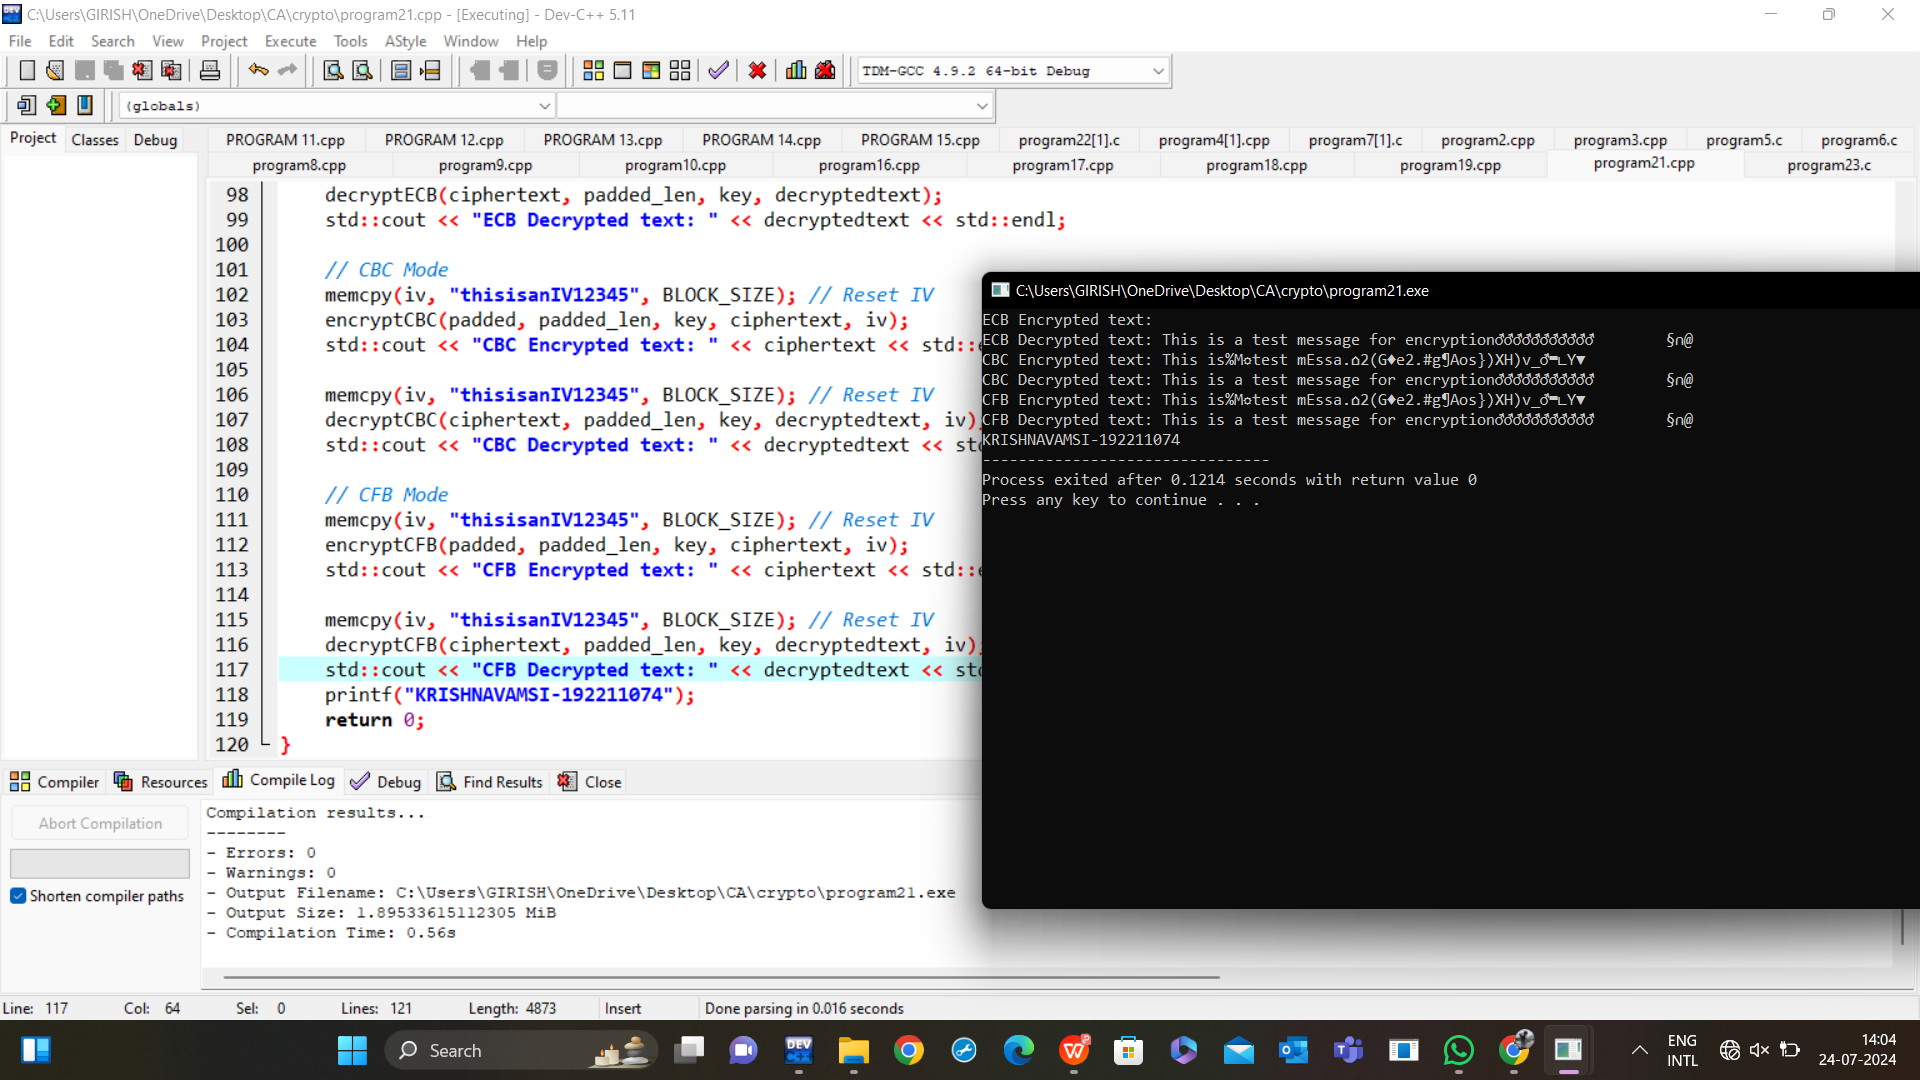 C:\Users\GIRISH\OneDrive\Desktop\CA\crypto\program21.cpp - [Executing] - Dev-C++ 5.11
File Edit Search View Project Execute Tools AStyle Window Help
TDM-GCC 4.9.2 64-bit Debug
(globals)
Project Classes Debug
PROGRAM 11.cpp PROGRAM 12.cpp PROGRAM 13.cpp PROGRAM 14.cpp PROGRAM 15.cpp program22[1].c program4[1].cpp program7[1].c program2.cpp program3.cpp program5.c program6.c
program8.cpp program9.cpp program10.cpp program16.cpp program17.cpp program18.cpp program19.cpp program21.cpp program23.c
98 decryptECB(ciphertext, padded_len, key, decryptedtext);
99 std::cout << "ECB Decrypted text: " << decryptedtext << std::endl;
100
101 // CBC Mode
102 memcpy(iv, "thisisanIV12345", BLOCK_SIZE); // Reset IV
103 encryptCBC(padded, padded_len, key, ciphertext, iv);
104 std::cout << "CBC Encrypted text: " << ciphertext << std::
105
106 memcpy(iv, "thisisanIV12345", BLOCK_SIZE); // Reset IV
107 decryptCBC(ciphertext, padded_len, key, decryptedtext, iv)
108 std::cout << "CBC Decrypted text: " << decryptedtext << st
109
110 // CFB Mode
111 memcpy(iv, "thisisanIV12345", BLOCK_SIZE); // Reset IV
112 encryptCFB(padded, padded_len, key, ciphertext, iv);
113 std::cout << "CFB Encrypted text: " << ciphertext << std::
114
115 memcpy(iv, "thisisanIV12345", BLOCK_SIZE); // Reset IV
116 decryptCFB(ciphertext, padded_len, key, decryptedtext, iv)
117 std::cout << "CFB Decrypted text: " << decryptedtext << st
118 printf("KRISHNAVAMSI-192211074");
119 return 0;
120 }
C:\Users\GIRISH\OneDrive\Desktop\CA\crypto\program21.exe
ECB Encrypted text:
ECB Decrypted text: This is a test message for encryption♂♂♂♂♂♂♂♂♂♂♂ §∩@
CBC Encrypted text: This is%M¤test mEssa.⌂2(G♦e2.#g¶Aos})XH)v_♂▬∟Y▼
CBC Decrypted text: This is a test message for encryption♂♂♂♂♂♂♂♂♂♂♂ §∩@
CFB Encrypted text: This is%M¤test mEssa.⌂2(G♦e2.#g¶Aos})XH)v_♂▬∟Y▼
CFB Decrypted text: This is a test message for encryption♂♂♂♂♂♂♂♂♂♂♂ §∩@
KRISHNAVAMSI-192211074
--------------------------------
Process exited after 0.1214 seconds with return value 0
Press any key to continue . . .
Compiler Resources Compile Log Debug Find Results Close
Abort Compilation
Shorten compiler paths
Compilation results...
--------
- Errors: 0
- Warnings: 0
- Output Filename: C:\Users\GIRISH\OneDrive\Desktop\CA\crypto\program21.exe
- Output Size: 1.89533615112305 MiB
- Compilation Time: 0.56s
Line: 117 Col: 64 Sel: 0 Lines: 121 Length: 4873 Insert Done parsing in 0.016 seconds
Search
DEV
ENG
INTL
14:04
24-07-2024